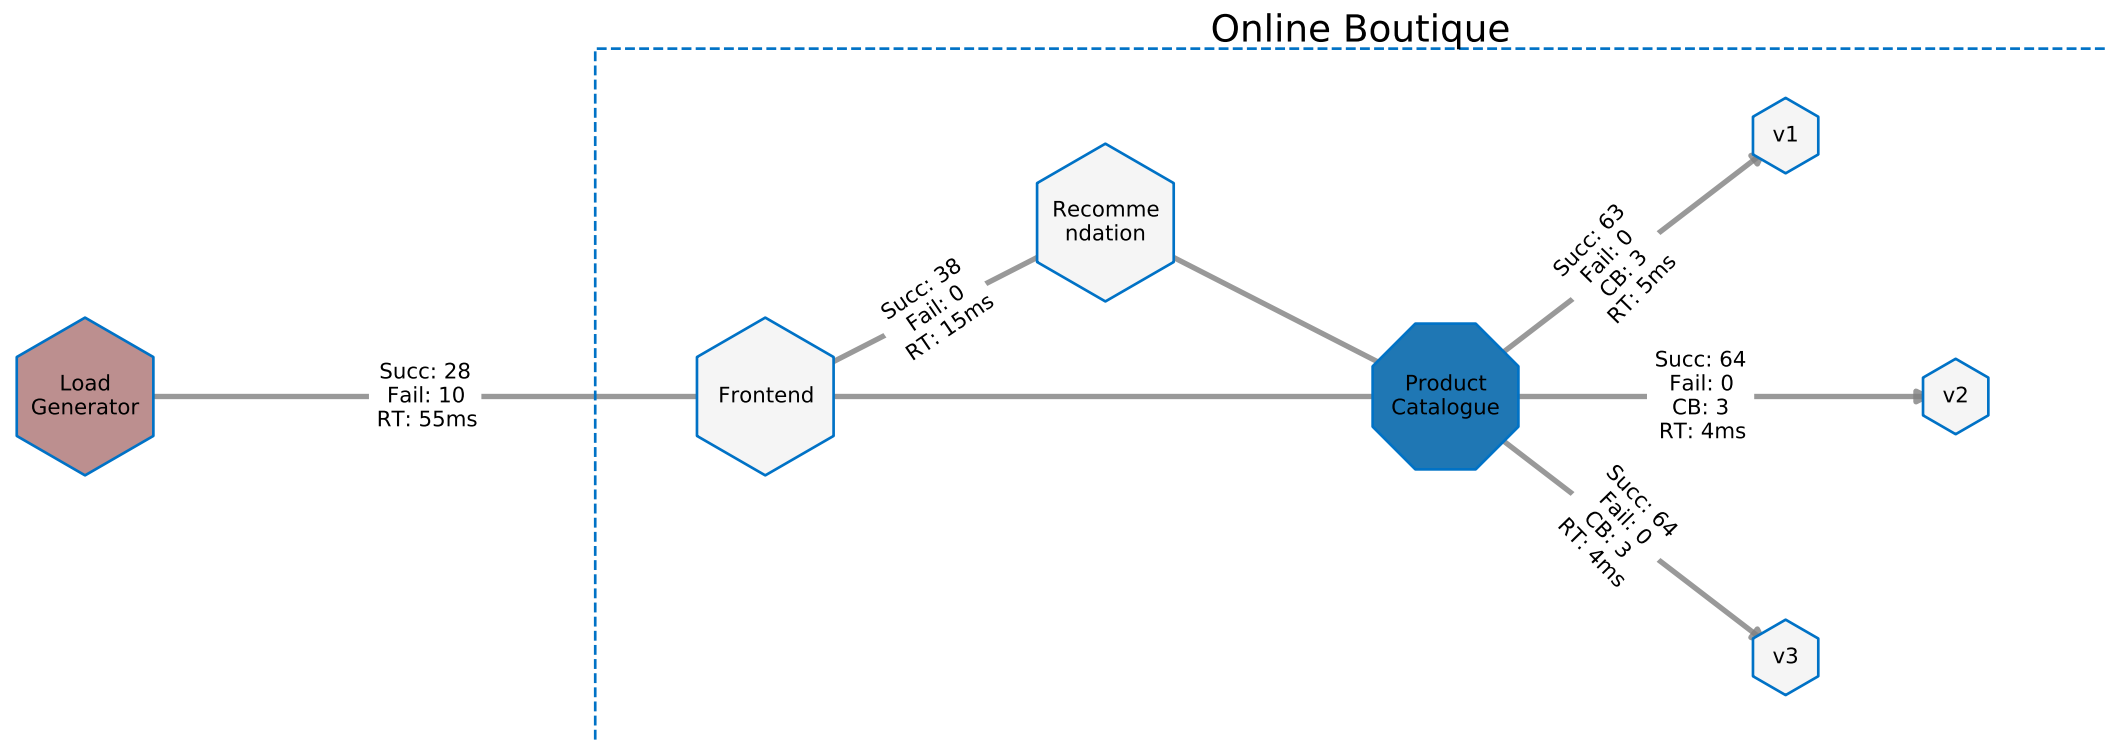 Online Boutique
Load
Generator
Succ: 28
Fail: 10
RT: 55ms
Frontend
Succ: 38
Fail: 0
RT: 15ms
Recomme
ndation
Product
Catalogue
Succ: 63
Fail: 0
CB: 3
RT: 5ms
v1
Succ: 64
Fail: 0
CB: 3
RT: 4ms
v2
Succ: 64
Fail: 0
CB: 3
RT: 4ms
v3